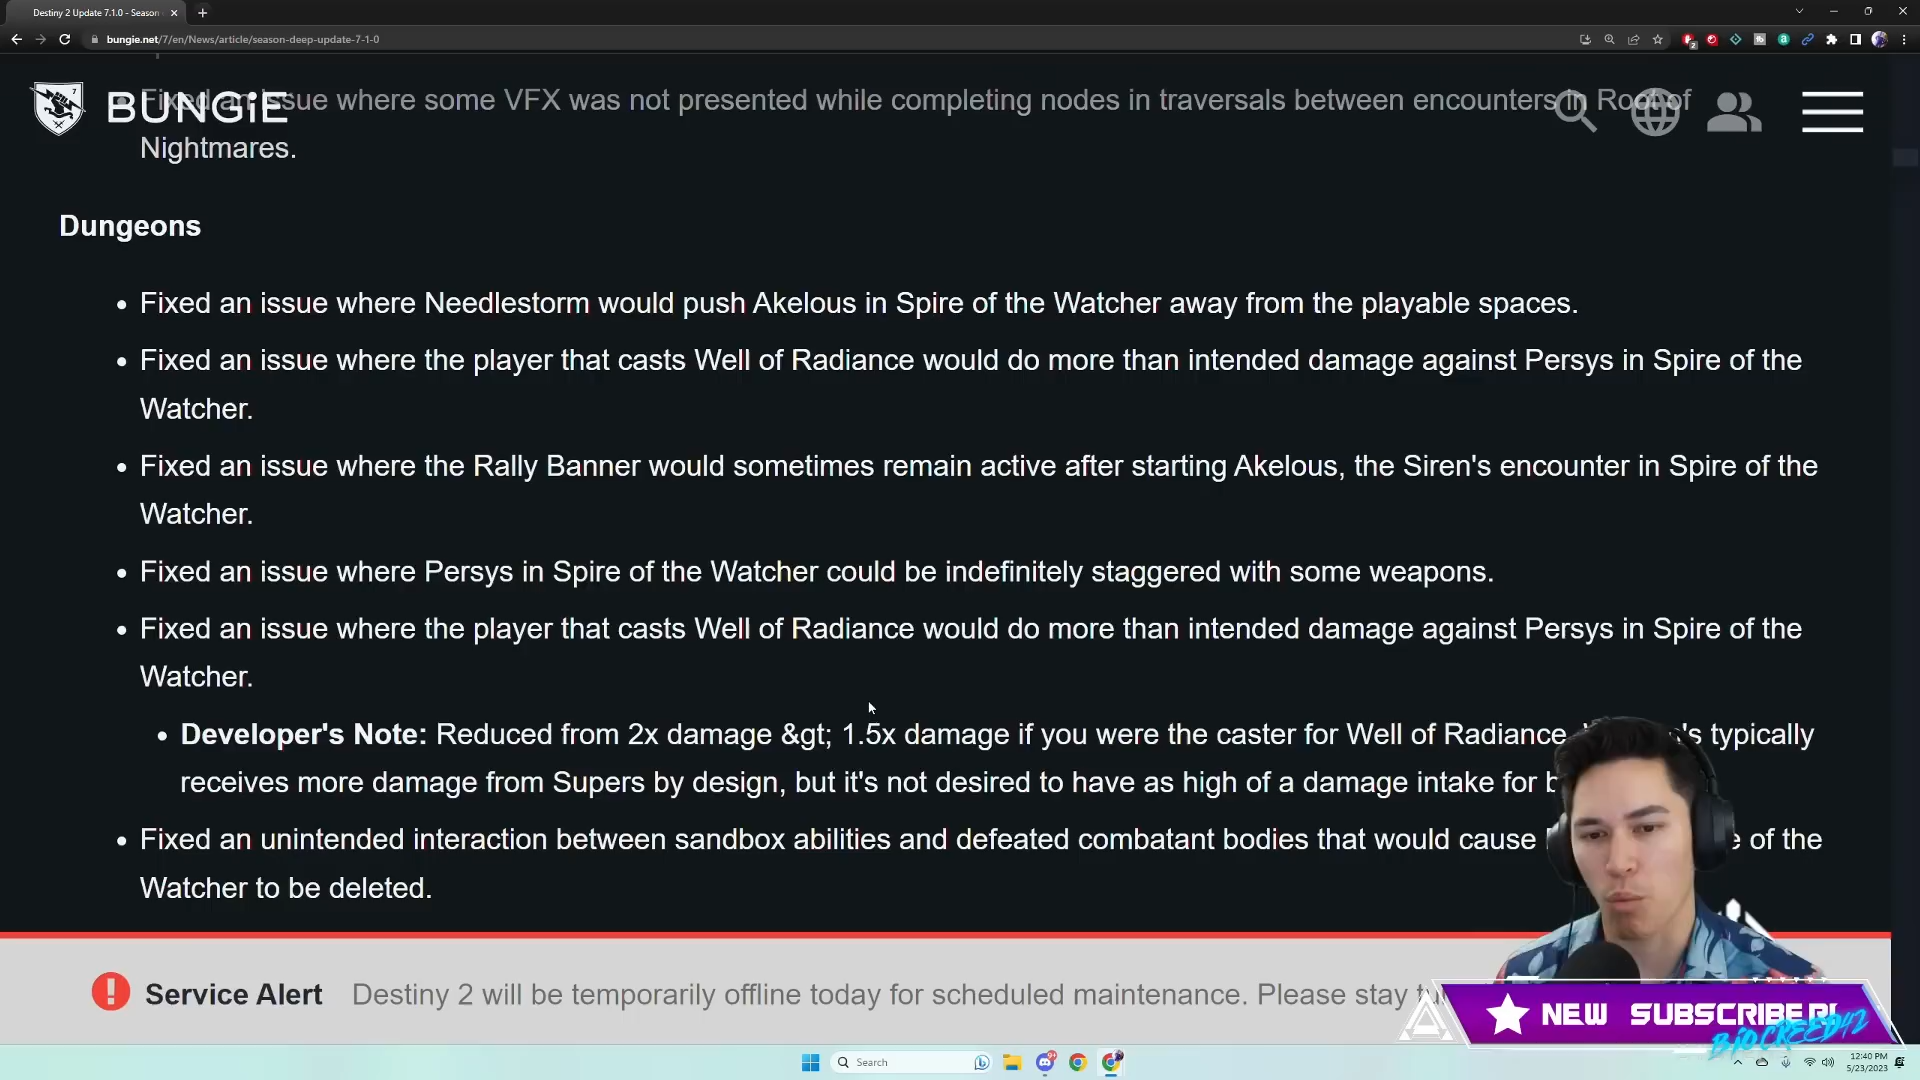 Destiny 2 Update 7.1.0 - Season
bungie.net/7/en/News/article/season-deep-update-7-1-0
BUNGiE
Fixed an issue where some VFX was not presented while completing nodes in traversals between encounters in Root of
Nightmares.
Dungeons
• Fixed an issue where Needlestorm would push Akelous in Spire of the Watcher away from the playable spaces.
• Fixed an issue where the player that casts Well of Radiance would do more than intended damage against Persys in Spire of the
Watcher.
• Fixed an issue where the Rally Banner would sometimes remain active after starting Akelous, the Siren's encounter in Spire of the
Watcher.
• Fixed an issue where Persys in Spire of the Watcher could be indefinitely staggered with some weapons.
• Fixed an issue where the player that casts Well of Radiance would do more than intended damage against Persys in Spire of the
Watcher.
• Developer's Note: Reduced from 2x damage &gt; 1.5x damage if you were the caster for Well of Radiance. typically
receives more damage from Supers by design, but it's not desired to have as high of a damage intake for
• Fixed an unintended interaction between sandbox abilities and defeated combatant bodies that would cause of the
Watcher to be deleted.
Service Alert Destiny 2 will be temporarily offline today for scheduled maintenance. Please stay
NEW SUBSCRIBER!
BIOCREED42
Search
12:40 PM
5/23/2023